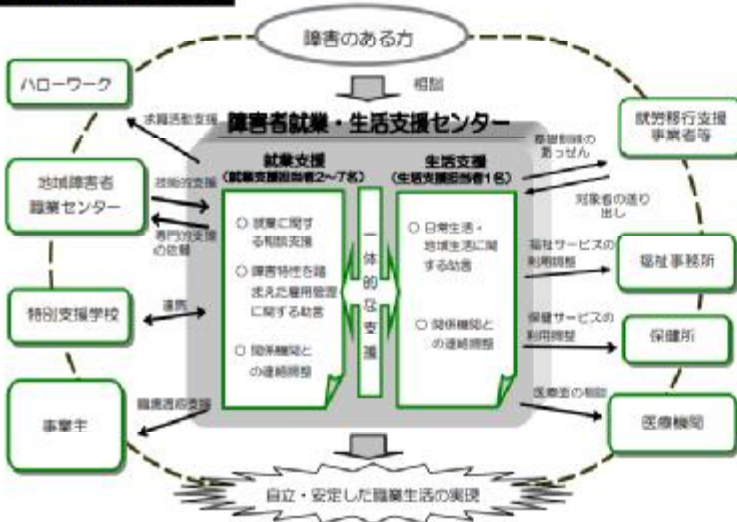 障害のある方
相談
ハローワーク
求職活動支援
障害者就業・生活支援センター
就業支援
(就業支援担当者2～7名)
生活支援
(生活支援担当者1名)
基礎訓練の
あっせん
就労移行支援
事業者等
対象者の送り
出し
地域障害者
職業センター
技術的支援
専門的支援
の依頼
特別支援学校
連携
事業主
職場適応支援
○ 就業に関す
る相談支援
○ 障害特性を踏
まえた雇用管理
に関する助言
○ 関係機関と
の連絡調整
一体的な支援
○ 日常生活・
地域生活に関
する助言
○ 関係機関と
の連絡調整
福祉サービスの
利用調整
福祉事務所
保健サービスの
利用調整
保健所
医療面の相談
医療機関
自立・安定した職業生活の実現